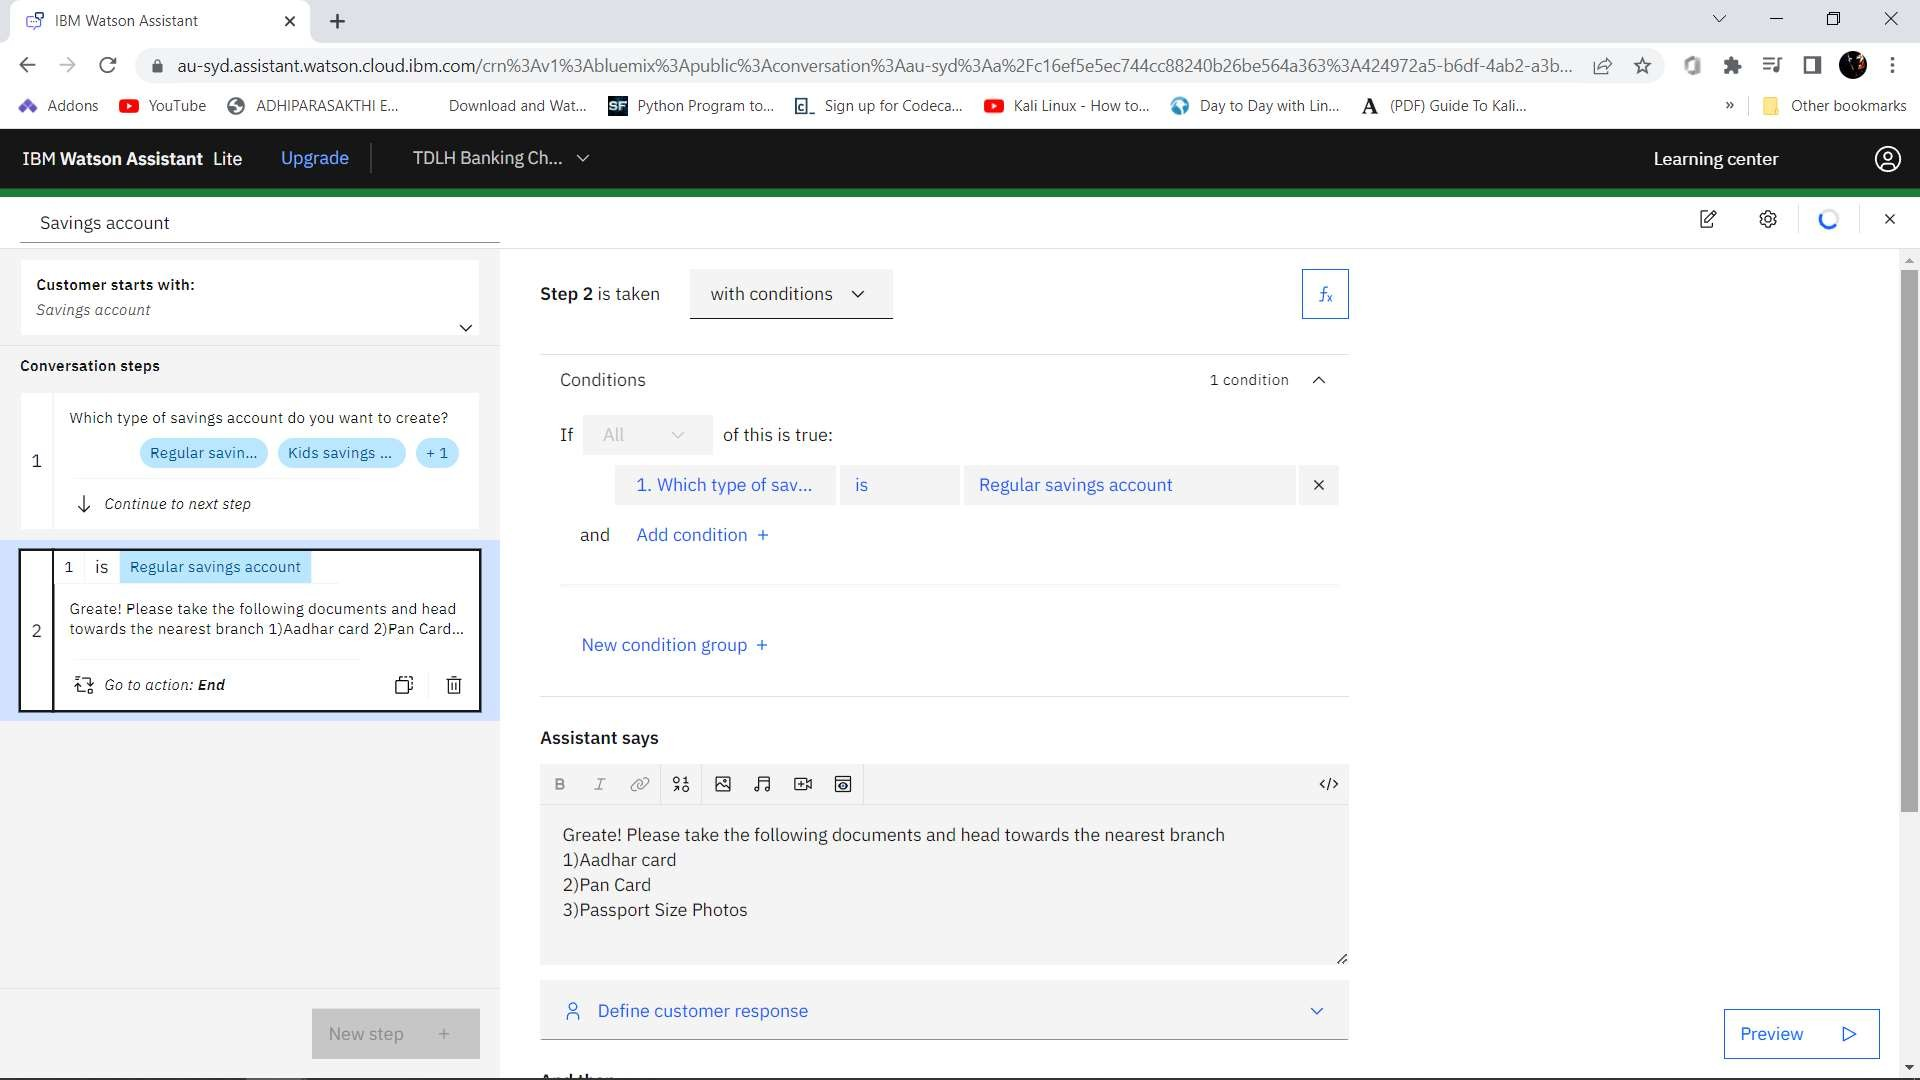 IBM Watson Assistant
au-syd.assistant.watson.cloud.ibm.com/crn%3Av1%3Abluemix%3Apublic%3Aconversation%3Aau-syd%3Aa%2Fc16ef5e5ec744cc88240b26be564a363%3A424972a5-b6df-4ab2-a3b...
Addons YouTube ADHIPARASAKTHI E... Download and Wat... SF Python Program to... Sign up for Codeca... Kali Linux - How to... Day to Day with Lin... A (PDF) Guide To Kali... » Other bookmarks
IBM Watson Assistant Lite Upgrade TDLH Banking Ch... Learning center
Savings account
Customer starts with:
Savings account
Conversation steps
1 Which type of savings account do you want to create?
Regular savin... Kids savings ... + 1
Continue to next step
1 is Regular savings account
2 Greate! Please take the following documents and head
towards the nearest branch 1)Aadhar card 2)Pan Card...
Go to action: End
New step +
Step 2 is taken with conditions fx
Conditions 1 condition
If All of this is true:
1. Which type of sav... is Regular savings account
and Add condition +
New condition group +
Assistant says
B I </>
Greate! Please take the following documents and head towards the nearest branch
1)Aadhar card
2)Pan Card
3)Passport Size Photos
Define customer response
Preview